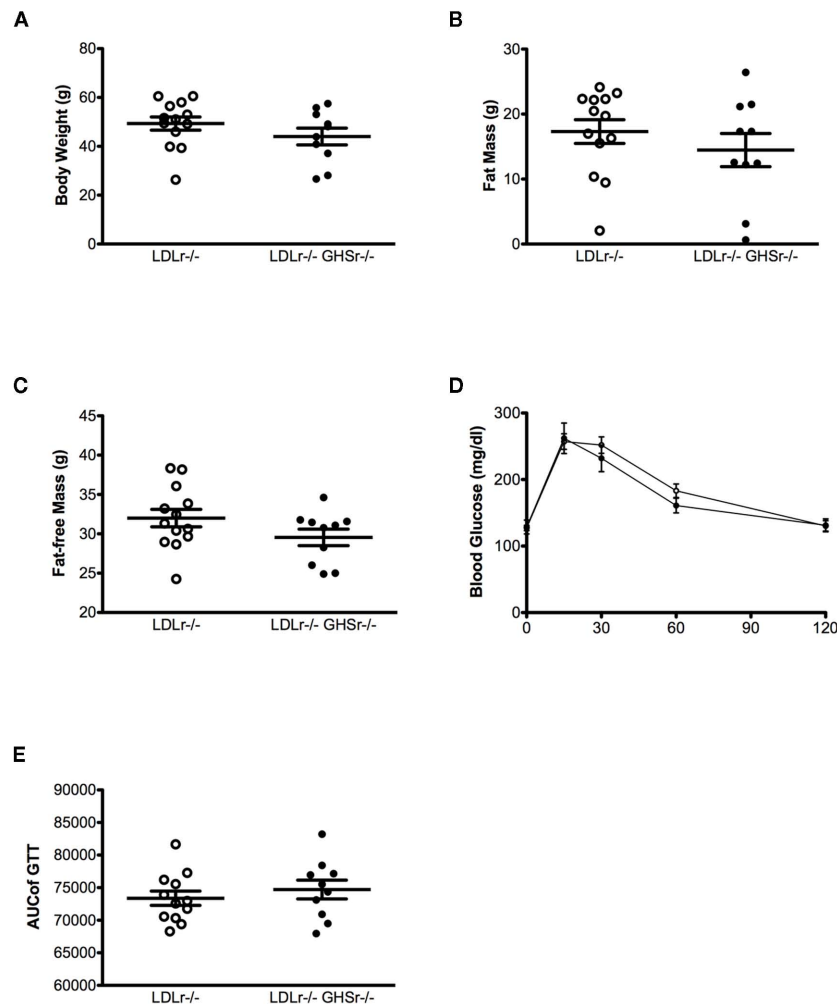 A
Body Weight (g)
80
60
40
20
0
LDLr-/-
LDLr-/- GHSr-/-
B
Fat Mass (g)
30
20
10
0
LDLr-/-
LDLr-/- GHSr-/-
C
Fat-free Mass (g)
45
40
35
30
25
20
LDLr-/-
LDLr-/- GHSr-/-
D
Blood Glucose (mg/dl)
300
200
100
0
0 30 60 90 120
E
AUCof GTT
90000
85000
80000
75000
70000
65000
60000
LDLr-/-
LDLr-/- GHSr-/-